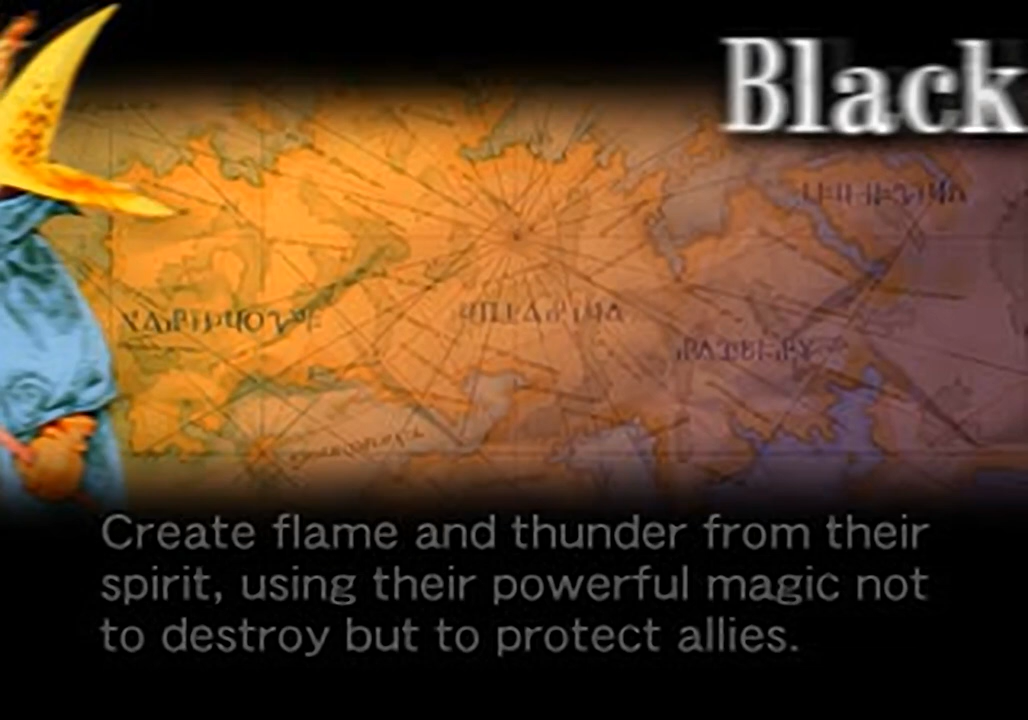 Black
Create flame and thunder from their
spirit, using their powerful magic not
to destroy but to protect allies.